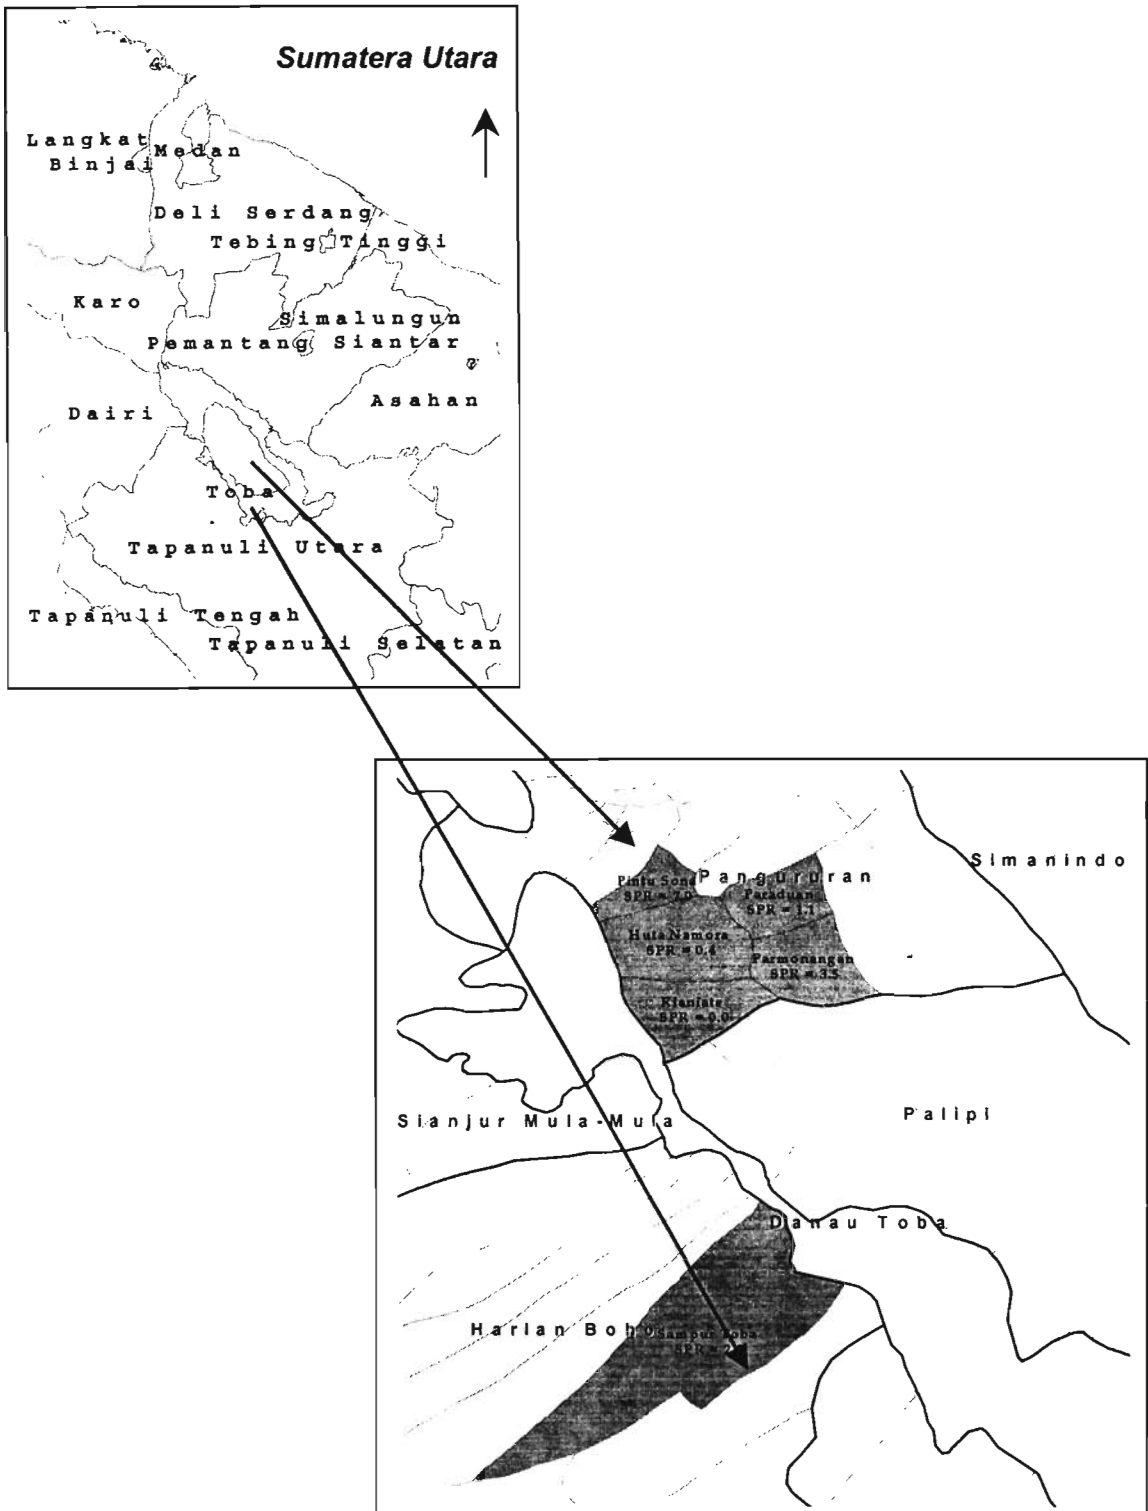 Sumatera Utara
Langkat
Binjai
Medan
Deli Serdang
Tebing Tinggi
Karo
Simalungun
Pemantang Siantar
Asahan
Dairi
Toba
Tapanuli Utara
Tapanuli Tengah
Tapanuli Selatan
Simanindo
Pangururan
Pintu Sona
SPR = 7.0
Paraduan
SPR = 1.1
Huta Namora
SPR = 0.4
Parmonangan
SPR = 3.5
SPR = 0.0
Sianjur Mula-Mula
Palipi
Danau Toba
Harian Boho
Sampur Toba
SPR = 2